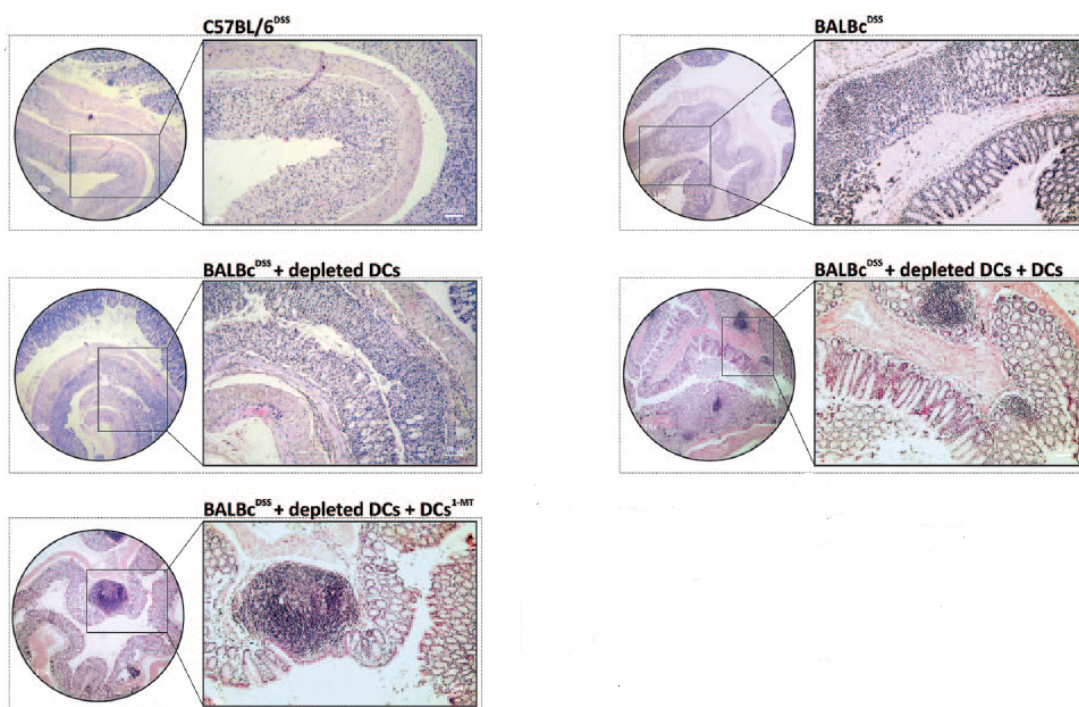 C57BL/6DSS
BALBcDSS
BALBcDSS + depleted DCs
BALBcDSS + depleted DCs + DCs
BALBcDSS + depleted DCs + DCs1-MT